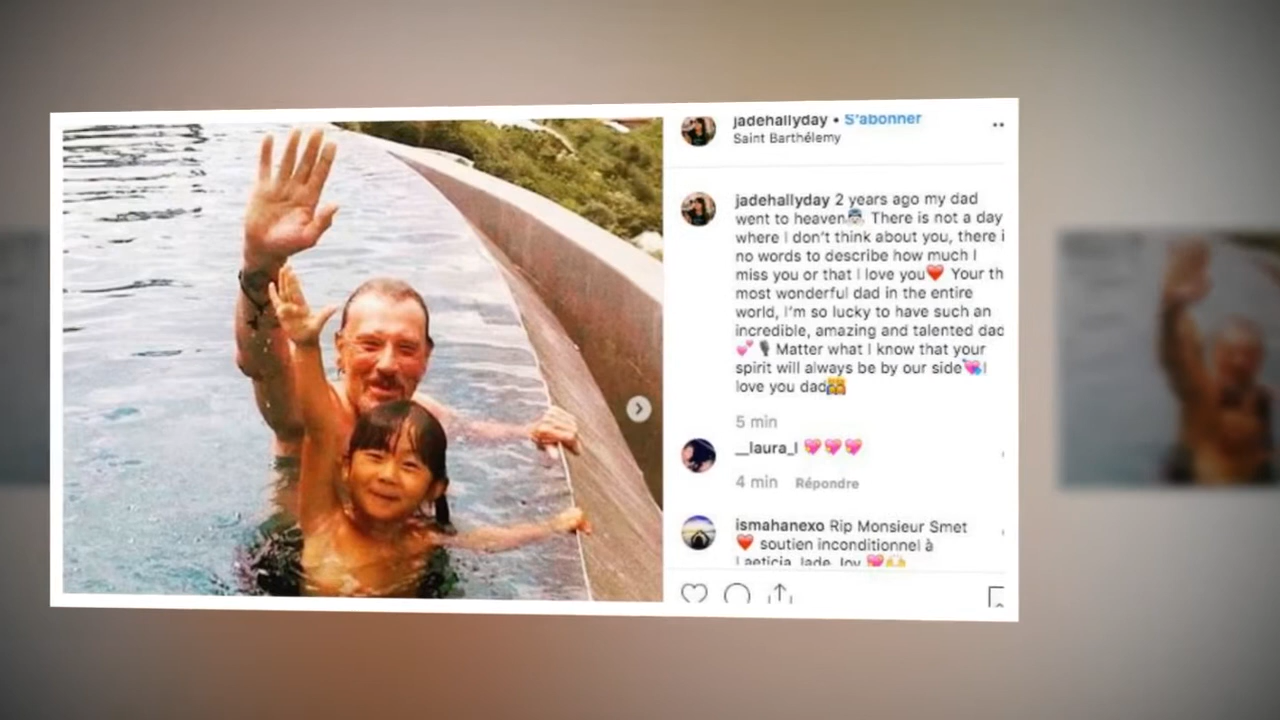 jadehallyday • S'abonner
Saint Barthélemy
jadehallyday 2 years ago my dad
went to heaven🎅 There is not a day
where I don't think about you, there i
no words to describe how much I
miss you or that I love you❤️ Your th
most wonderful dad in the entire
world, I'm so lucky to have such an
incredible, amazing and talented dad
💕🎙 Matter what I know that your
spirit will always be by our side💘I
love you dad
5 min
__laura_l 💖💖💖
4 min Répondre
ismahanexo Rip Monsieur Smet
❤️ soutien inconditionnel à
Laeticia Jade Joy 💖